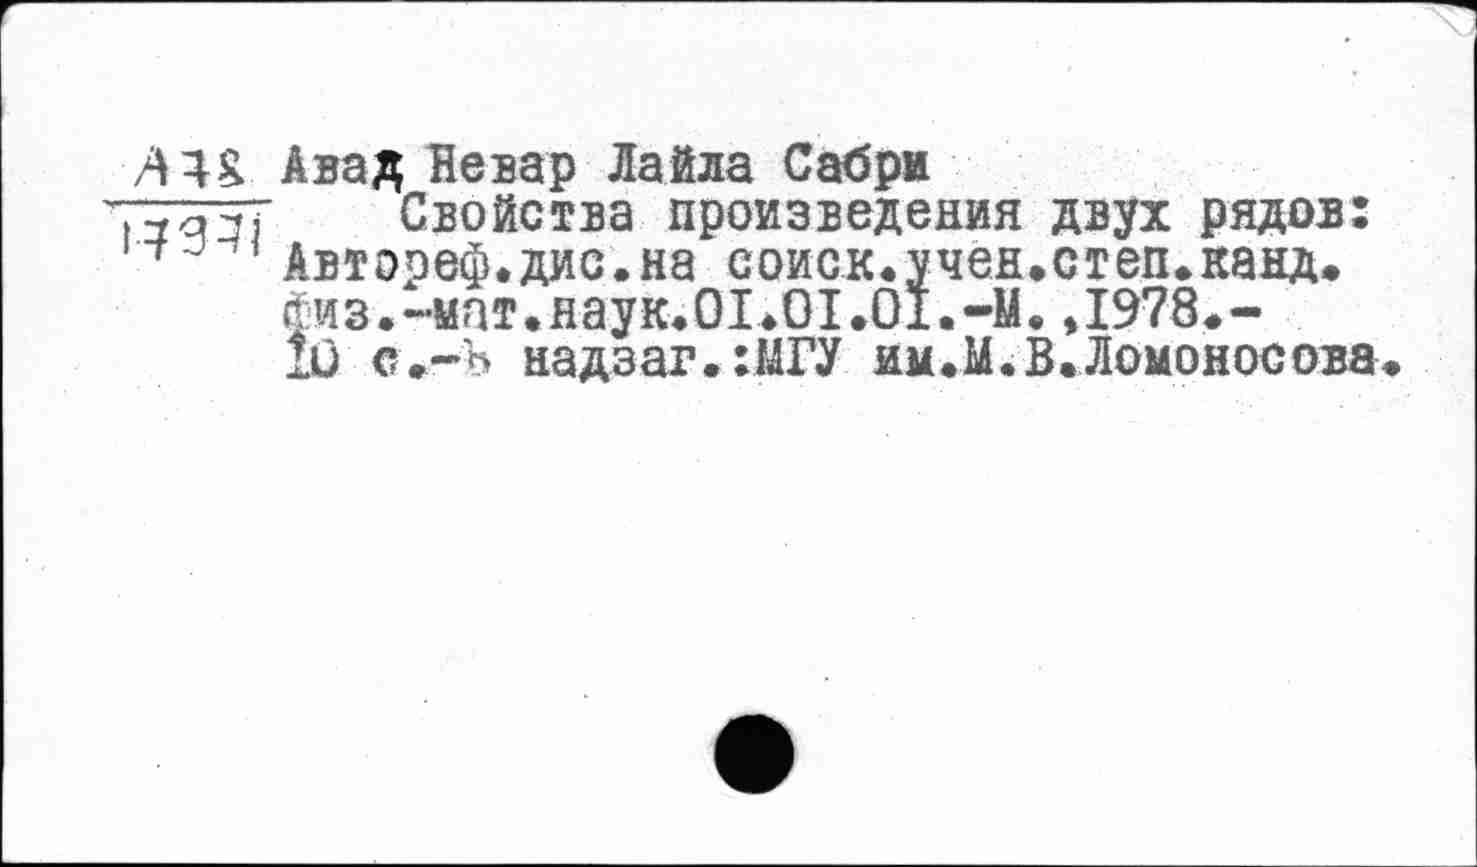 А78 Авад Невар Лайла Сабри
17971 Свойства произведения двух рядов:
Автореф.дис.на соиск.учен.степ.канд.
физ.-мат.наук.01.01.01.-М.,1978.-
10 с.-В надзаг.:МГУ им.М.В.Ломоносова.